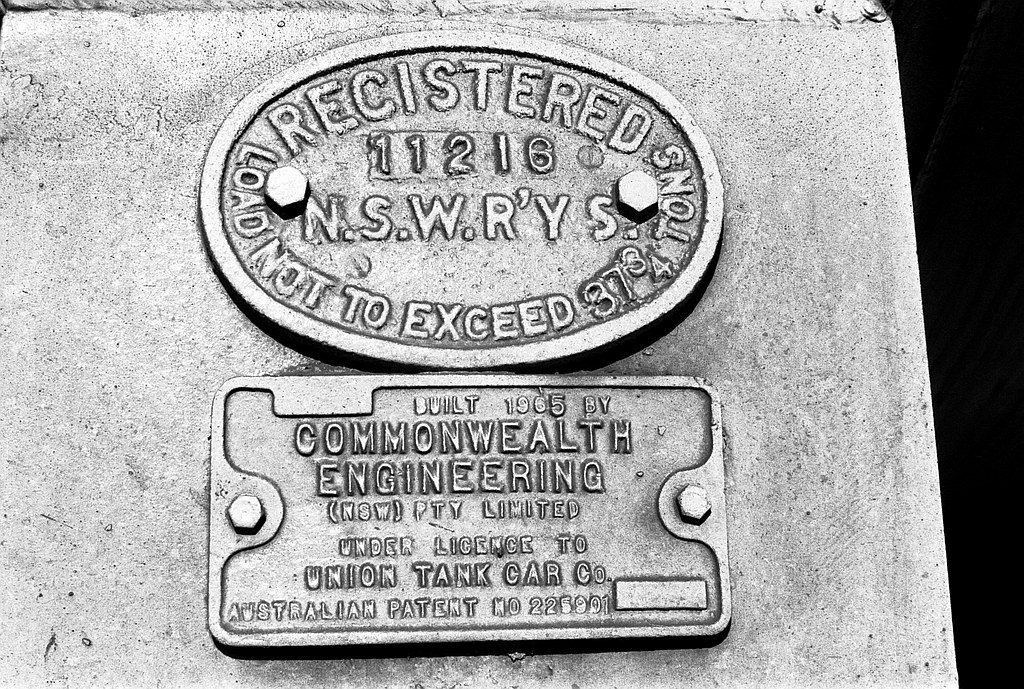 REGISTERED
11216
N.S.W.R'Y S.
LOAD NOT TO EXCEED 37¾ TONS
BUILT 1965 BY
COMMONWEALTH
ENGINEERING
(NSW) PTY LIMITED
UNDER LICENCE TO
UNION TANK CAR CO.
AUSTRALIAN PATENT NO 225901